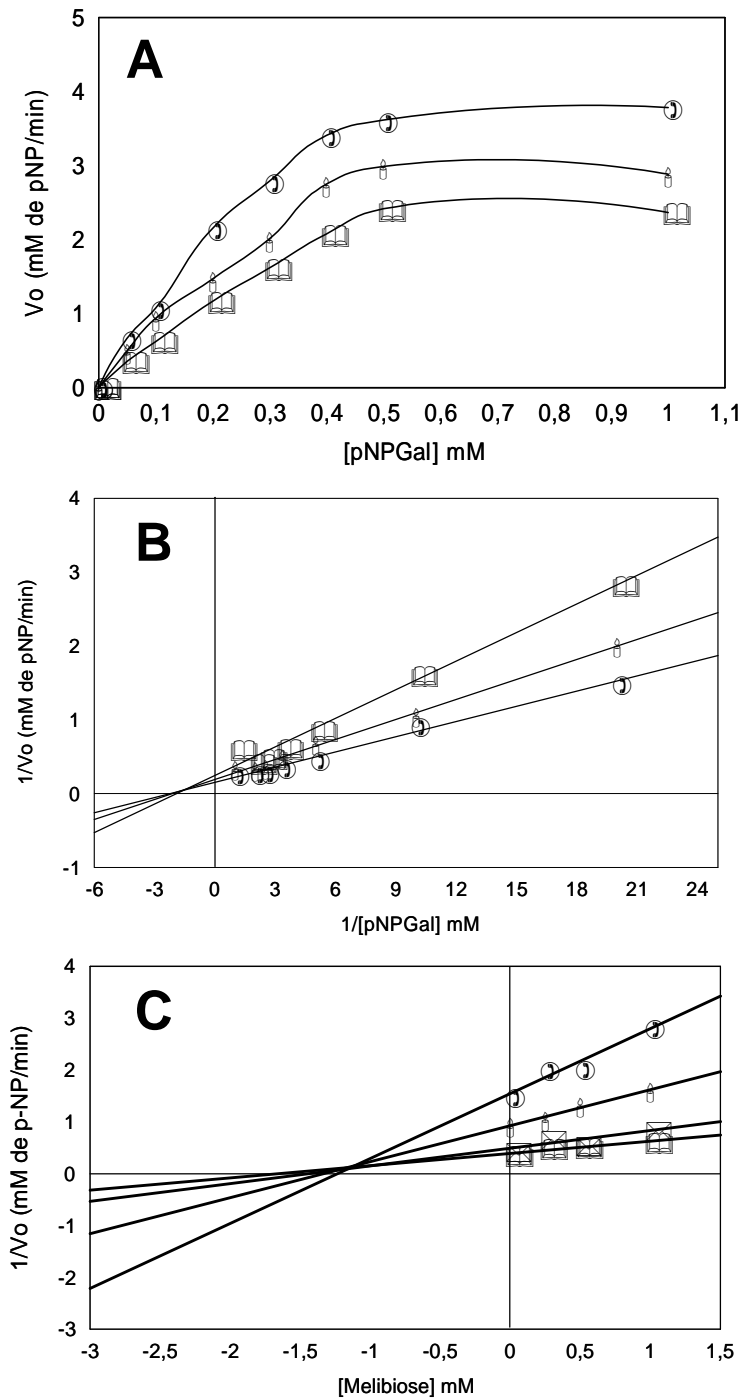 A
Vo (mM de pNP/min)
5
4
3
2
1
0
0 0,1 0,2 0,3 0,4 0,5 0,6 0,7 0,8 0,9 1 1,1
[pNPGal] mM
B
1/Vo (mM de pNP/min)
4
3
2
1
0
-1
-6 -3 0 3 6 9 12 15 18 21 24
1/[pNPGal] mM
C
1/Vo (mM de p-NP/min)
4
3
2
1
0
-1
-2
-3
-3 -2,5 -2 -1,5 -1 0 0,5 1 1,5
[Melibiose] mM